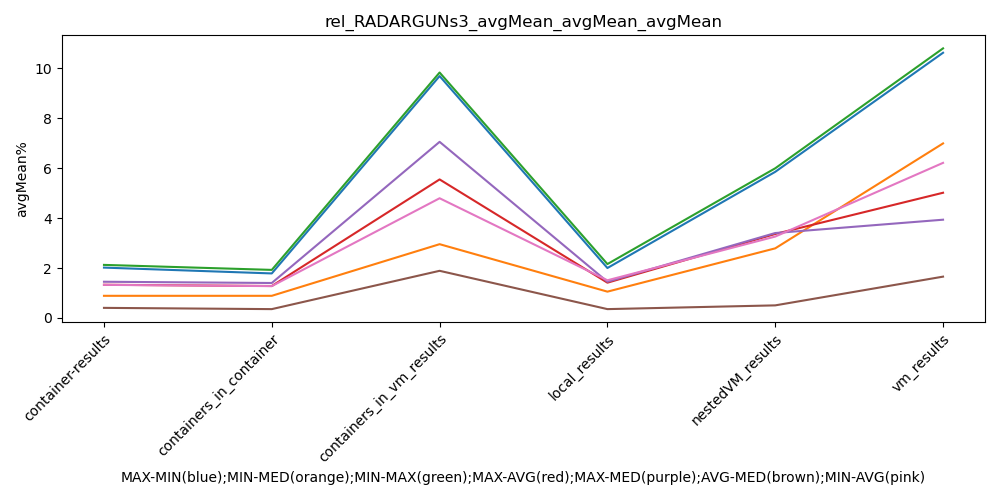 rel_RADARGUNs3_avgMean_avgMean_avgMean
avgMean%
10
8
6
4
2
0
container-results
containers_in_container
containers_in_vm_results
local_results
nestedVM_results
vm_results
MAX-MIN(blue);MIN-MED(orange);MIN-MAX(green);MAX-AVG(red);MAX-MED(purple);AVG-MED(brown);MIN-AVG(pink)